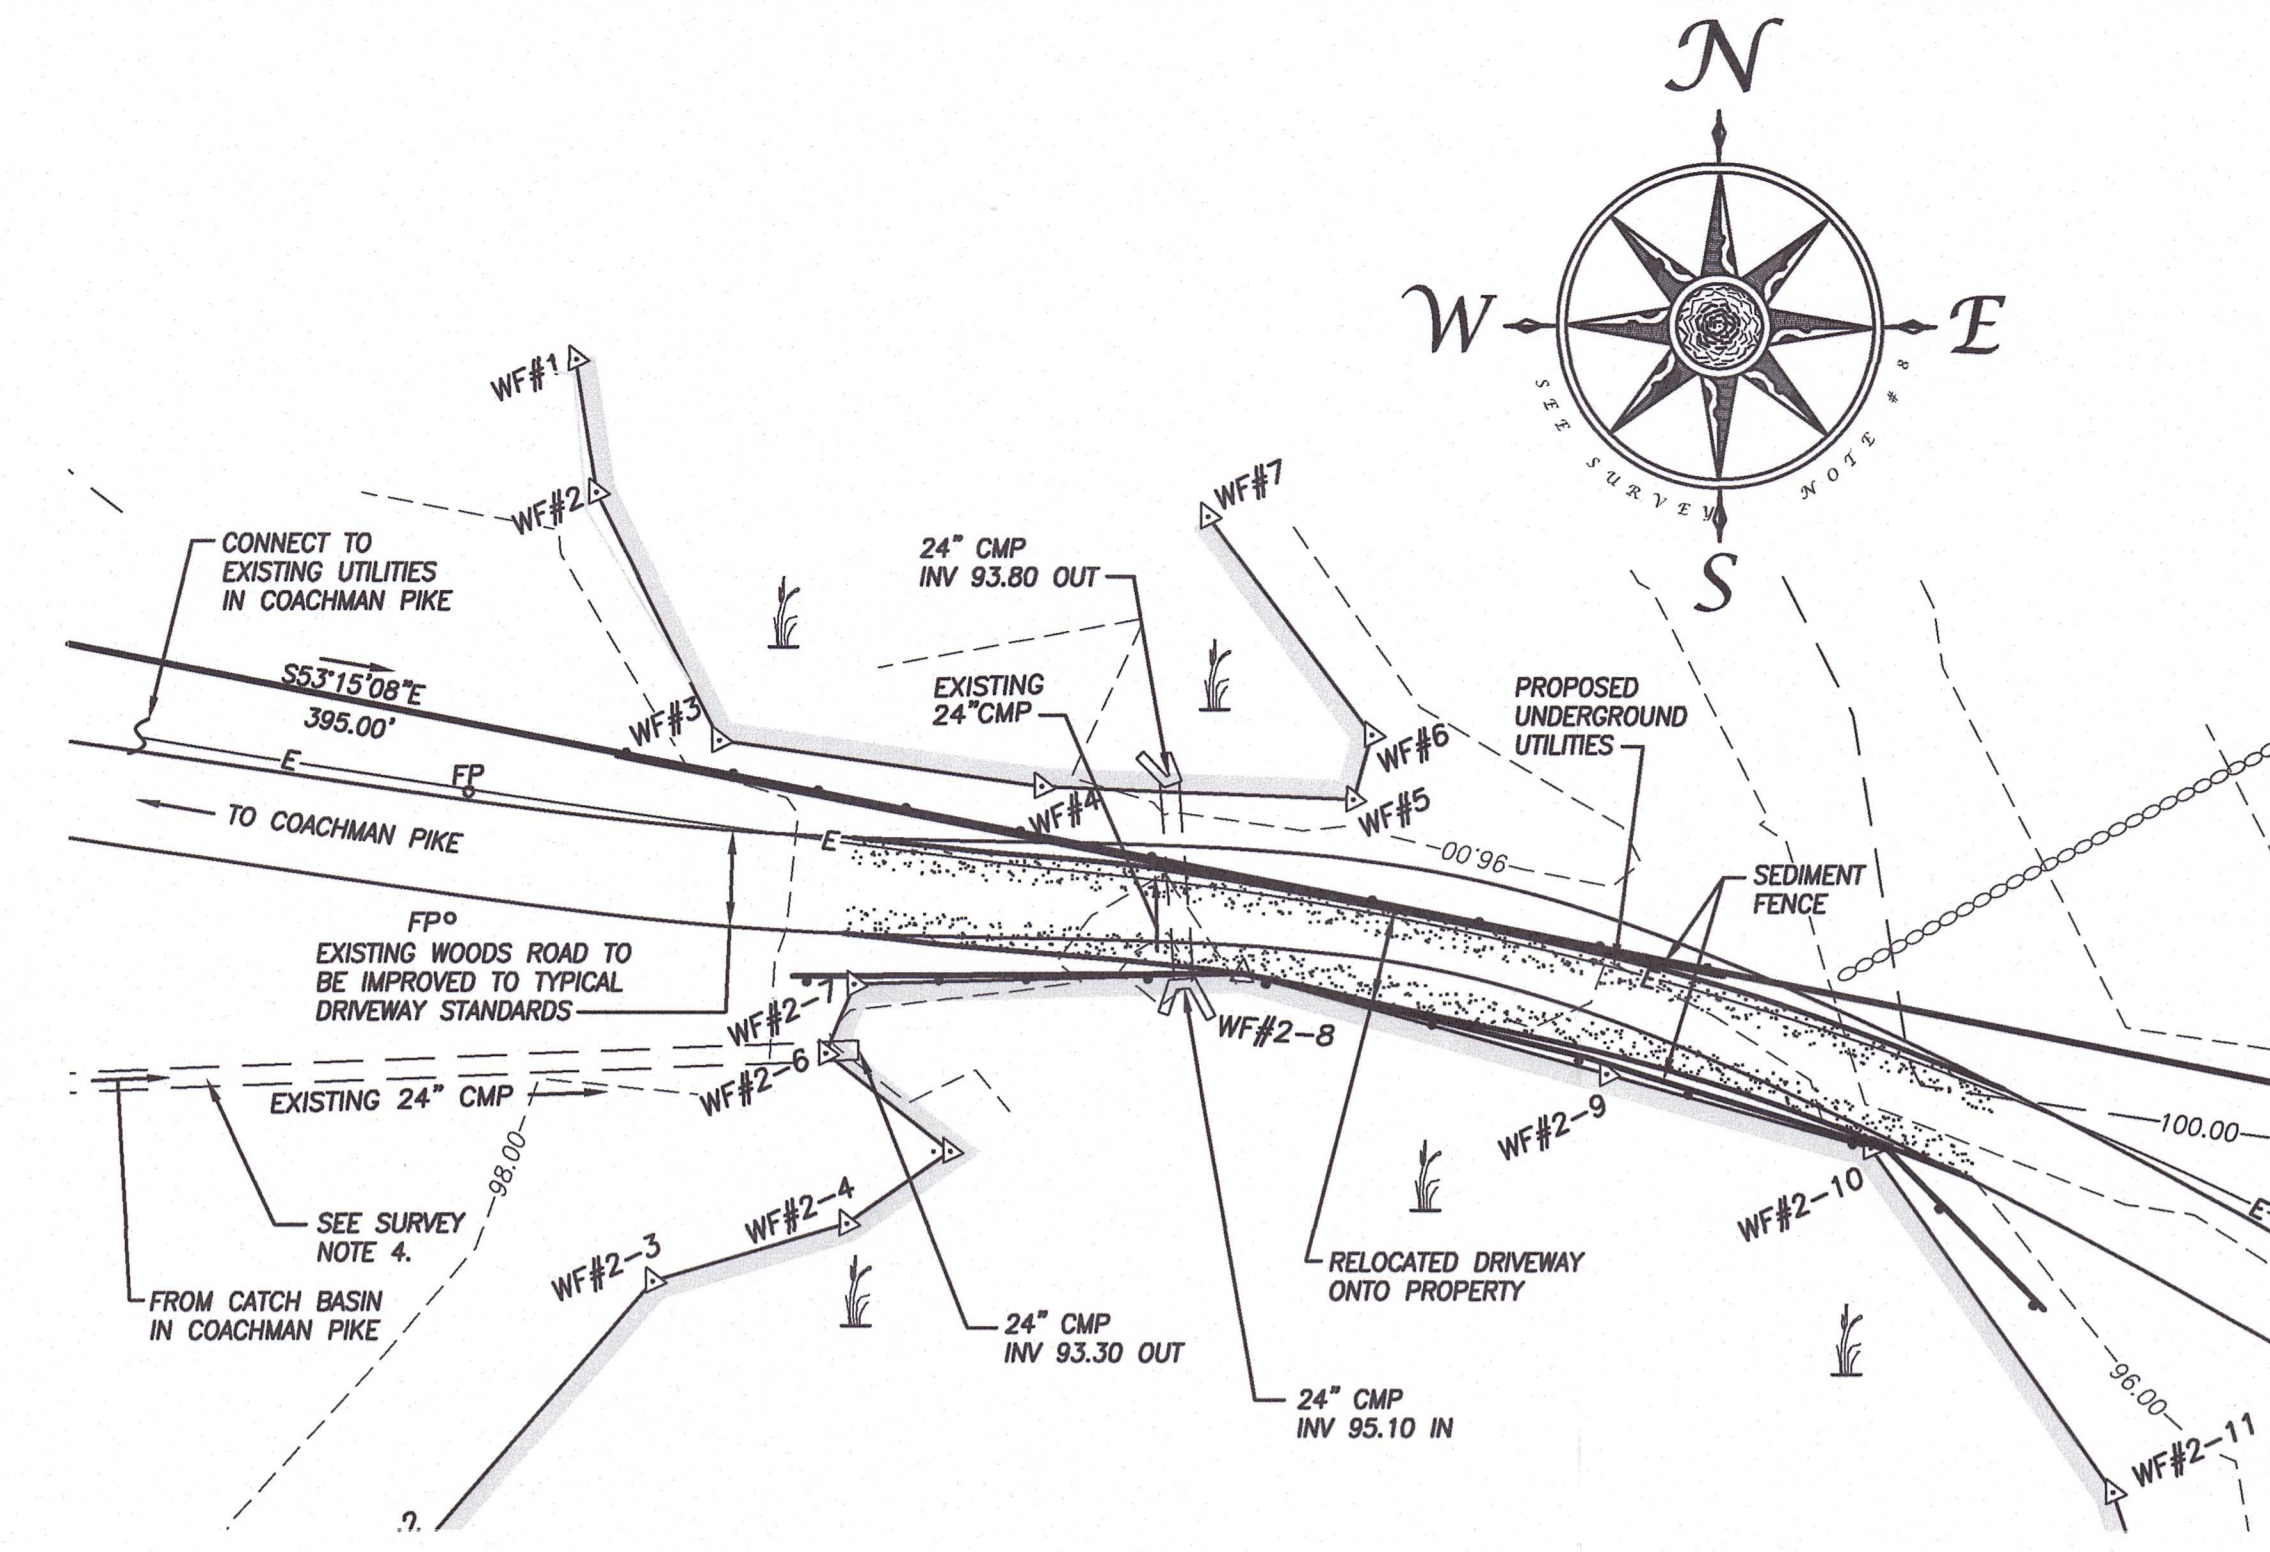 N
W
E
S
SEE SURVEY NOTE #8
WF#1
WF#2
WF#7
CONNECT TO
EXISTING UTILITIES
IN COACHMAN PIKE
24" CMP
INV 93.80 OUT
S53°15'08"E
395.00'
WF#3
EXISTING
24"CMP
PROPOSED
UNDERGROUND
UTILITIES
WF#6
WF#4
WF#5
E
FP
TO COACHMAN PIKE
E
96.00
SEDIMENT
FENCE
FP
EXISTING WOODS ROAD TO
BE IMPROVED TO TYPICAL
DRIVEWAY STANDARDS
E
WF#2-7
WF#2-8
WF#2-6
EXISTING 24" CMP
WF#2-9
100.00
98.00
WF#2-4
WF#2-10
E
SEE SURVEY
NOTE 4.
WF#2-3
RELOCATED DRIVEWAY
ONTO PROPERTY
FROM CATCH BASIN
IN COACHMAN PIKE
24" CMP
INV 93.30 OUT
24" CMP
INV 95.10 IN
96.00
WF#2-11